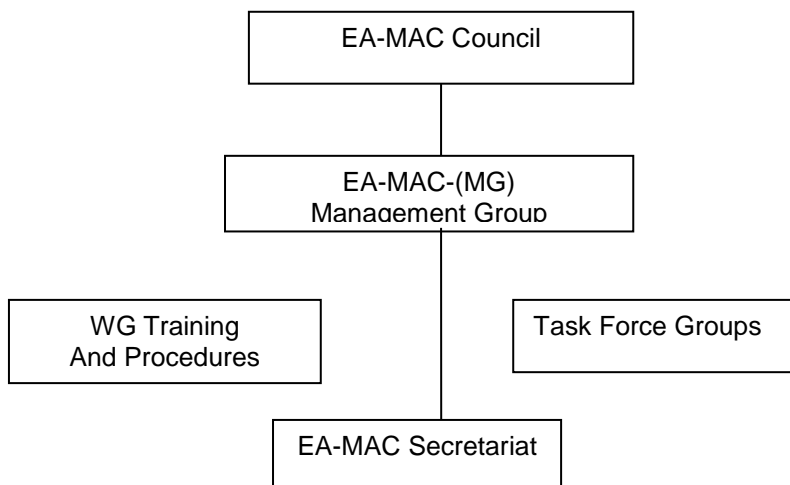 EA-MAC Council
EA-MAC-(MG)
Management Group
WG Training
And Procedures
Task Force Groups
EA-MAC Secretariat